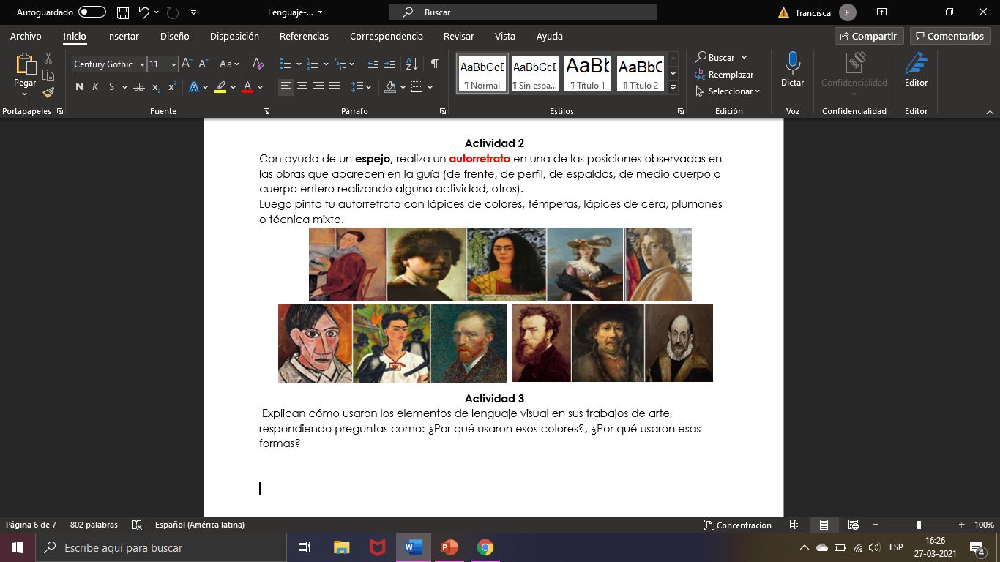 Autoguardado
Lenguaje-...
Buscar
francisca
F
Archivo Inicio Insertar Diseño Disposición Referencias Correspondencia Revisar Vista Ayuda
Compartir
Comentarios
Pegar
Portapapeles
Century Gothic 11
Aa
N K S ab x₂ x² A A
Fuente
Párrafo
AaBbCcD AaBbCcD AaBb AaBbC
¶ Normal ¶ Sin espa... ¶ Título 1 ¶ Título 2
Estilos
Buscar
Reemplazar
Seleccionar
Edición
Dictar
Voz
Confidencialidad
Confidencialidad
Editor
Editor
Actividad 2
Con ayuda de un espejo, realiza un autorretrato en una de las posiciones observadas en
las obras que aparecen en la guía (de frente, de perfil, de espaldas, de medio cuerpo o
cuerpo entero realizando alguna actividad, otros).
Luego pinta tu autorretrato con lápices de colores, témperas, lápices de cera, plumones
o técnica mixta.
Actividad 3
Explican cómo usaron los elementos de lenguaje visual en sus trabajos de arte,
respondiendo preguntas como: ¿Por qué usaron esos colores?, ¿Por qué usaron esas
formas?
Página 6 de 7 802 palabras Español (América latina) Concentración 100%
Escribe aquí para buscar
ESP
16:26
27-03-2021
4